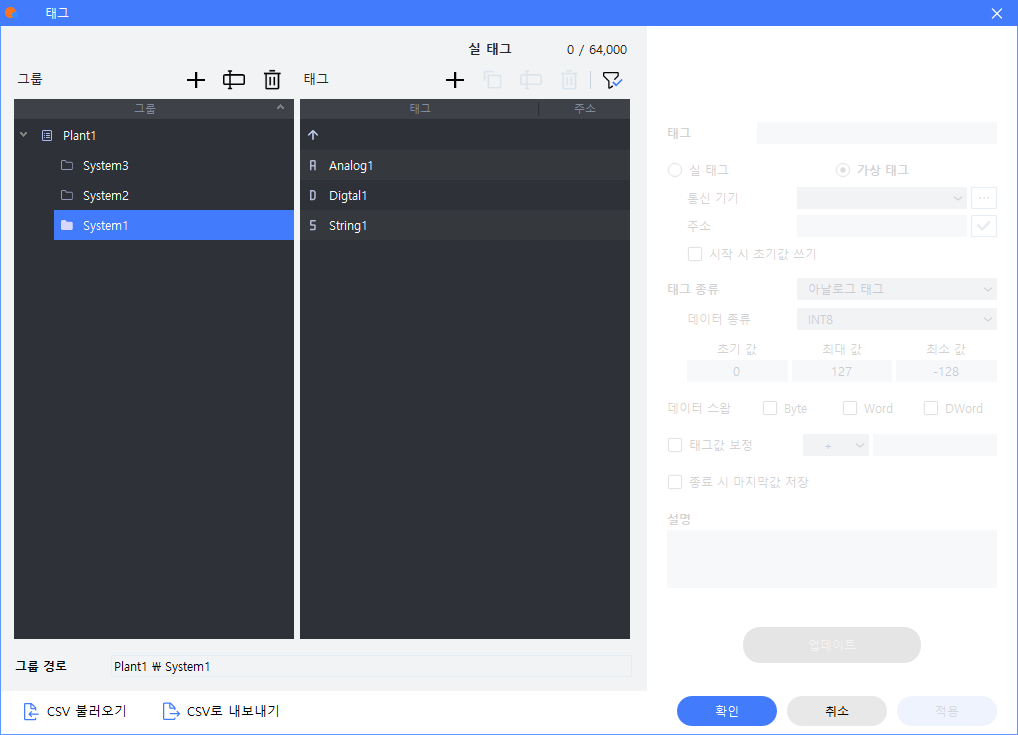 태그
실 태그 0 / 64,000
그룹
태그
그룹
태그 주소
Plant1
System3
System2
System1
A Analog1
D Digtal1
S String1
그룹 경로 Plant1 ₩ System1
CSV 불러오기 CSV로 내보내기
태그
실 태그 가상 태그
통신 기기 ...
주소
시작 시 초기값 쓰기
태그 종류 아날로그 태그
데이터 종류 INT8
초기 값 최대 값 최소 값
0 127 -128
데이터 스왑 Byte Word DWord
태그값 보정 +
종료 시 마지막값 저장
설명
업데이트
확인 취소 적용